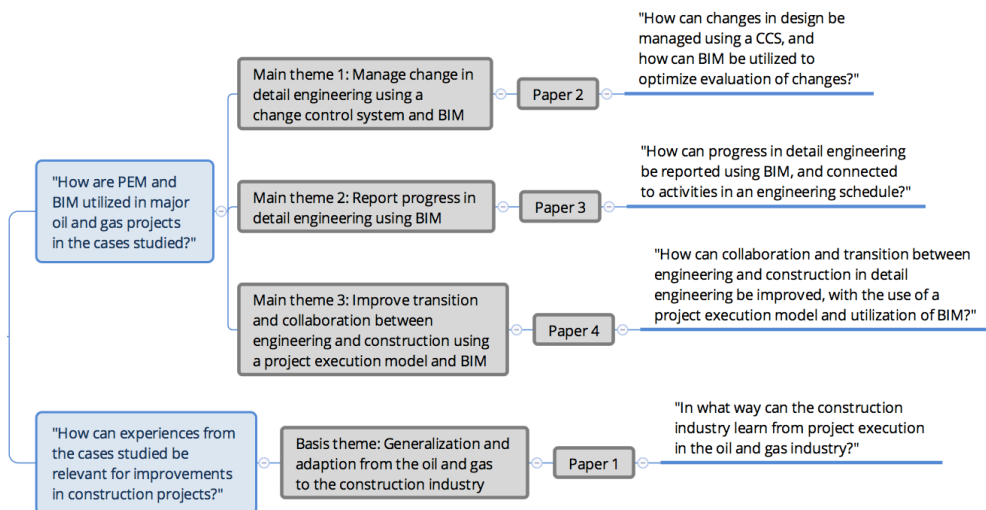 "How are PEM and
BIM utilized in major
oil and gas projects
in the cases studied?"
Main theme 1: Manage change in
detail engineering using a
change control system and BIM
Paper 2
"How can changes in design be
managed using a CCS, and
how can BIM be utilized to
optimize evaluation of changes?"
Main theme 2: Report progress in
detail engineering using BIM
Paper 3
"How can progress in detail engineering
be reported using BIM, and connected
to activities in an engineering schedule?"
Main theme 3: Improve transition
and collaboration between
engineering and construction using
a project execution model and BIM
Paper 4
"How can collaboration and transition between
engineering and construction in detail
engineering be improved, with the use of a
project execution model and utilization of BIM?"
"How can experiences from
the cases studied be
relevant for improvements
in construction projects?"
Basis theme: Generalization and
adaption from the oil and gas
to the construction industry
Paper 1
"In what way can the construction
industry learn from project execution
in the oil and gas industry?"